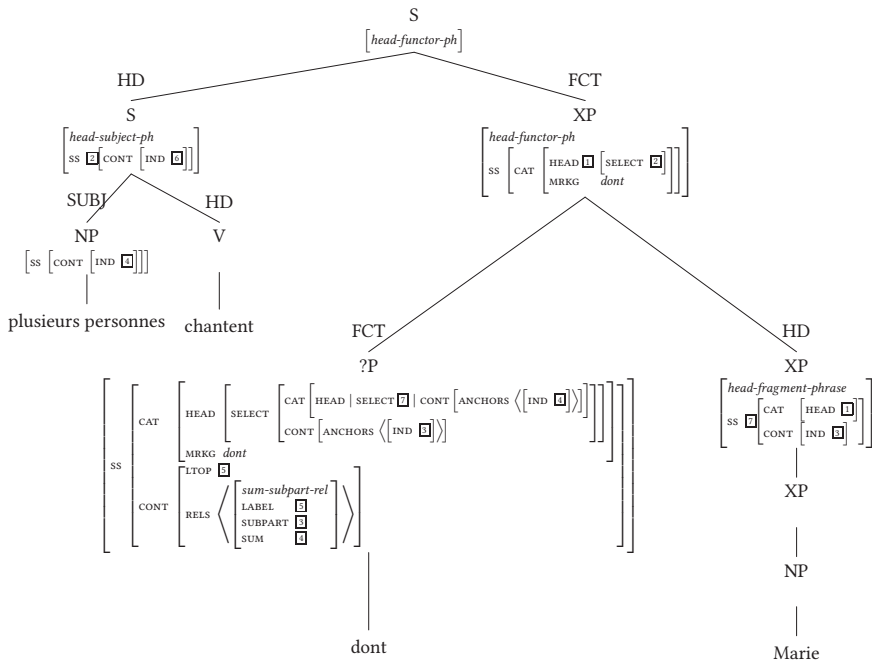 S
[head-functor-ph]
HD FCT
S XP
[head-subject-ph
SS [2][CONT [IND [6]]]]
[head-functor-ph
SS [CAT [HEAD [1] [SELECT [2]]
MRKG dont]]]
SUBJ HD
NP V
[SS [CONT [IND [4]]]]
plusieurs personnes chantent
FCT HD
?P XP
[SS [CAT [HEAD [SELECT [CAT [HEAD | SELECT [7] | CONT [ANCHORS ⟨[IND [4]]⟩]]
CONT [ANCHORS ⟨[IND [3]]⟩]]]
MRKG dont]
CONT [LTOP [5]
RELS ⟨[sum-subpart-rel
LABEL [5]
SUBPART [3]
SUM [4]]⟩]]]
[head-fragment-phrase
SS [7][CAT [HEAD [1]]
CONT [IND [3]]]]
XP
NP
dont
Marie